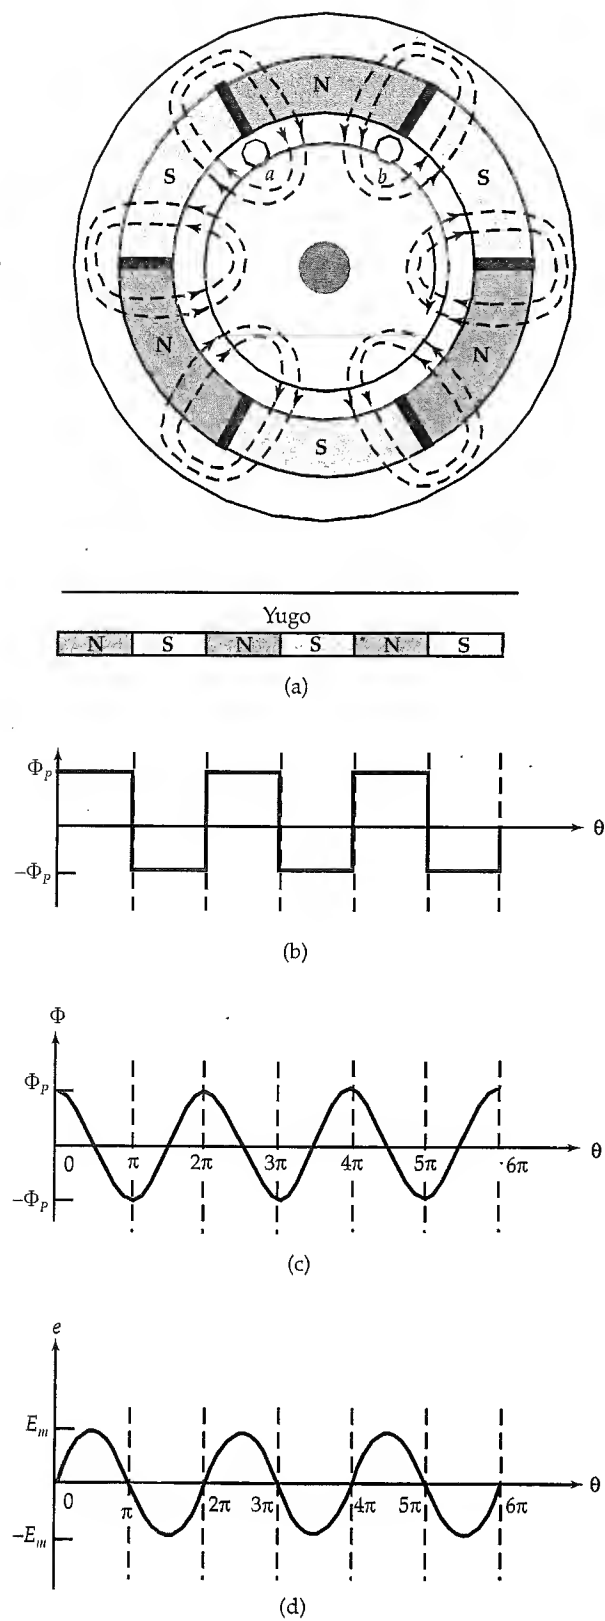 N
a b
S S
N N
S
Yugo
N S N S N S
(a)
Φp
θ
−Φp
(b)
Φ
Φp
0 π 2π 3π 4π 5π 6π θ
−Φp
(c)
e
Em
0 π 2π 3π 4π 5π 6π θ
−Em
(d)